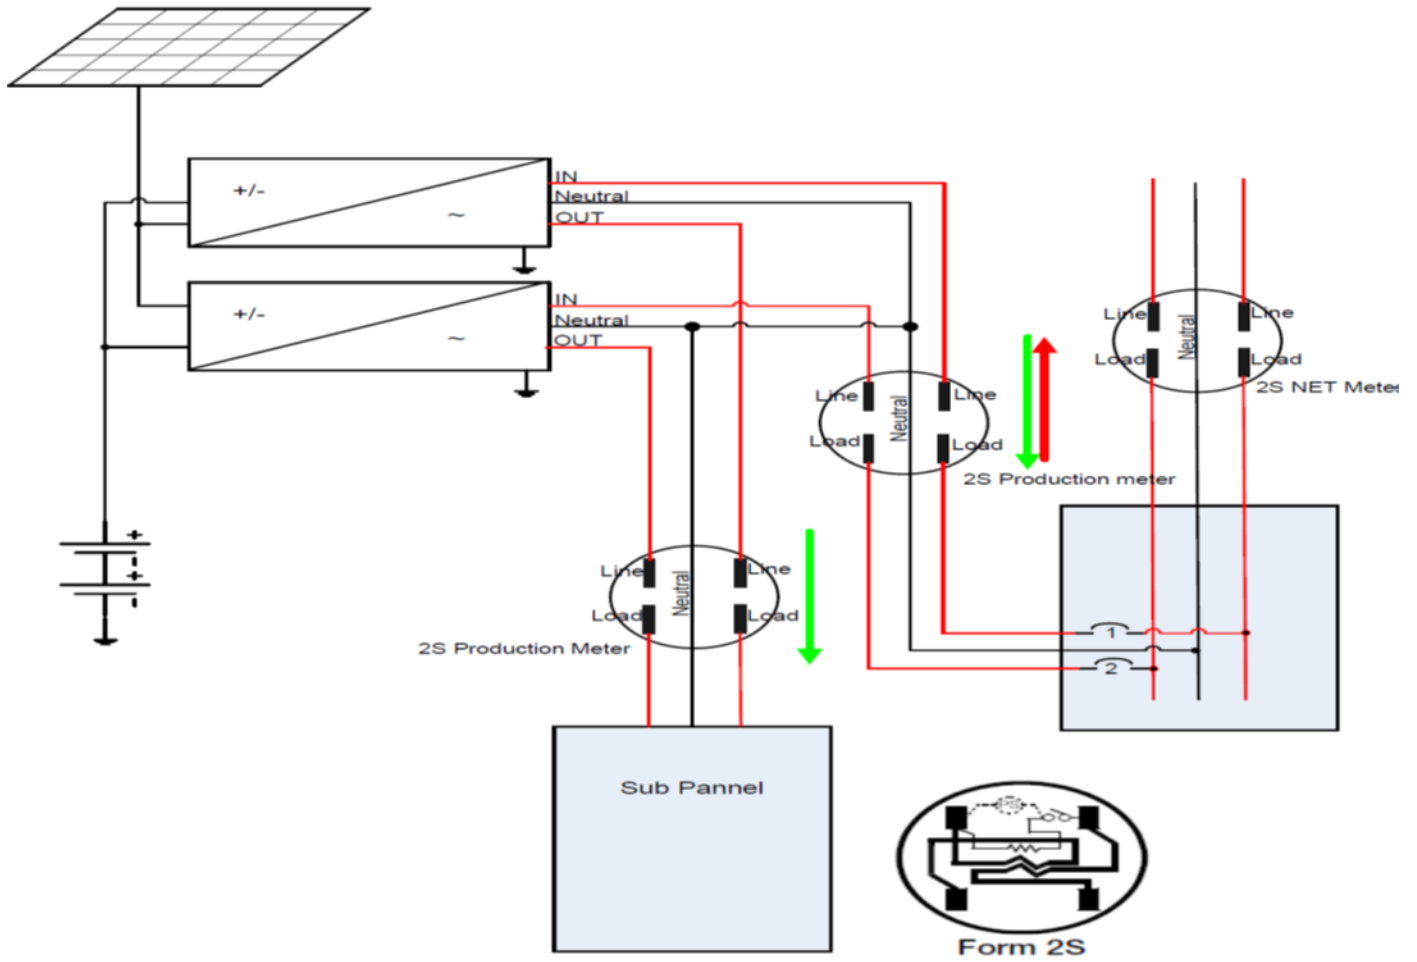 +/-
~
IN
Neutral
OUT
+/-
~
IN
Neutral
OUT
Line
Line
Neutral
Load
Load
2S NET Meter
Line
Line
Neutral
Load
Load
2S Production meter
+
-
+
-
Line
Line
Neutral
Load
Load
2S Production Meter
1
2
Sub Pannel
Form 2S